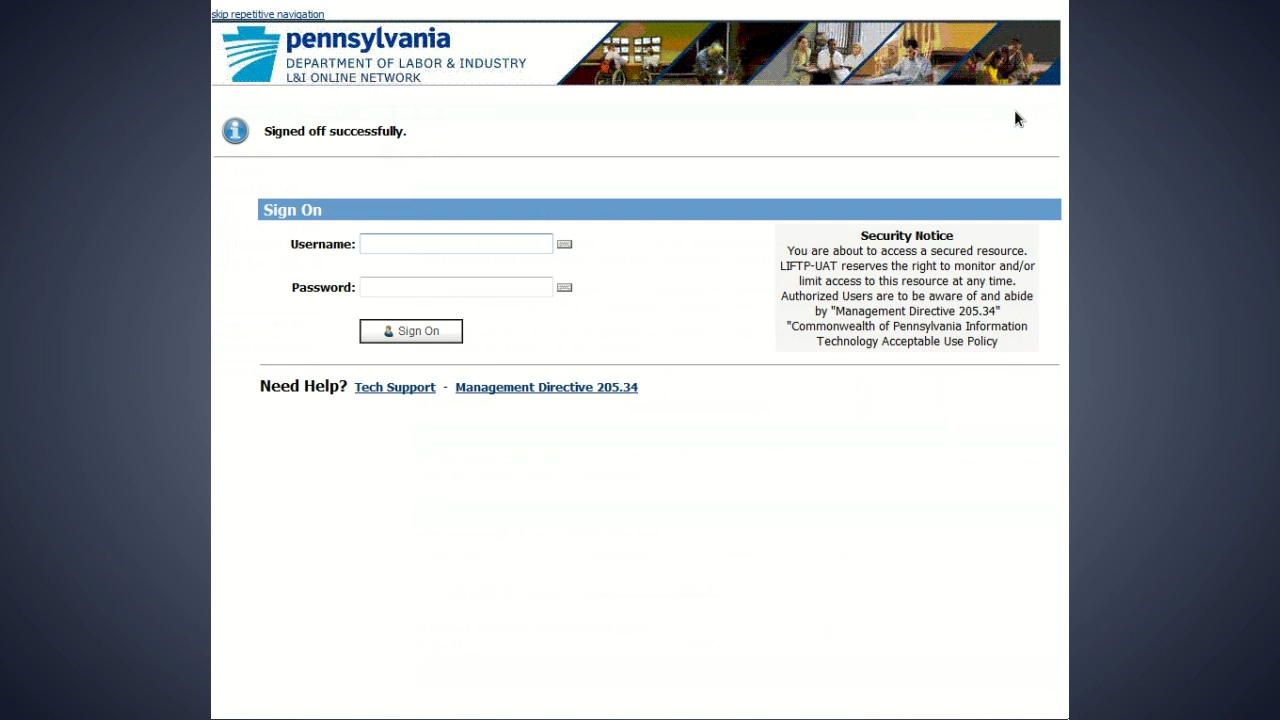 skip repetitive navigation
pennsylvania
DEPARTMENT OF LABOR & INDUSTRY
L&I ONLINE NETWORK
Signed off successfully.
Sign On
Username:
Password:
Sign On
Security Notice
You are about to access a secured resource.
LIFTP-UAT reserves the right to monitor and/or
limit access to this resource at any time.
Authorized Users are to be aware of and abide
by "Management Directive 205.34"
"Commonwealth of Pennsylvania Information
Technology Acceptable Use Policy
Need Help? Tech Support - Management Directive 205.34